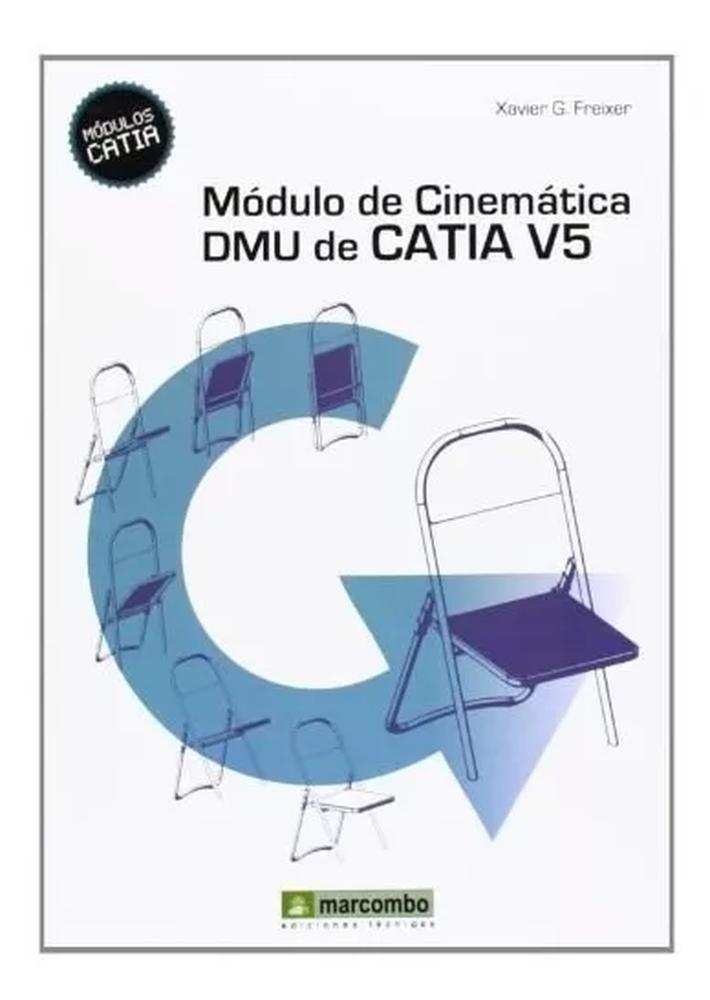 MÓDULOS
CATIA
Xavier G. Freixer
Módulo de Cinemática
DMU de CATIA V5
marcombo
ediciones técnicas